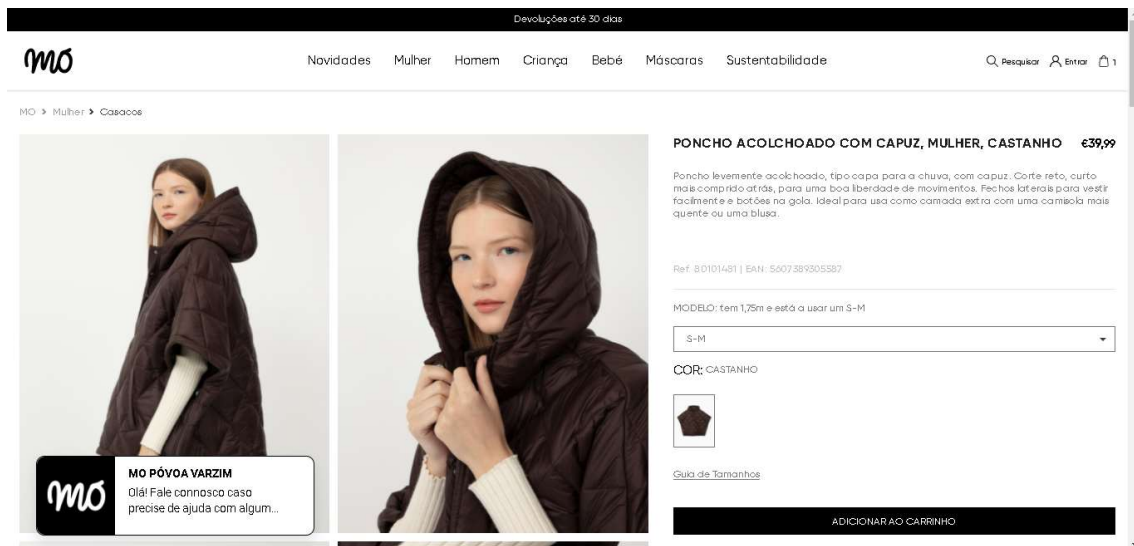 Devoluções até 30 dias
MÓ
Novidades Mulher Homem Criança Bebé Máscaras Sustentabilidade
Pesquisar Entrar 1
MO > Mulher > Casacos
PONCHO ACOLCHOADO COM CAPUZ, MULHER, CASTANHO €39,99
Poncho levemente acolchoado, tipo capa para a chuva, com capuz. Corte reto, curto
mais comprido atrás, para uma boa liberdade de movimentos. Fechos laterais para vestir
facilmente e botões na gola. Ideal para usa como camada extra com uma camisola mais
quente ou uma blusa.
Ref: 80101481 | EAN: 5607389305587
MODELO: tem 1,75m e está a usar um S-M
S-M
COR: CASTANHO
Guia de Tamanhos
ADICIONAR AO CARRINHO
MÓ
MO PÓVOA VARZIM
Olá! Fale connosco caso
precise de ajuda com algum...